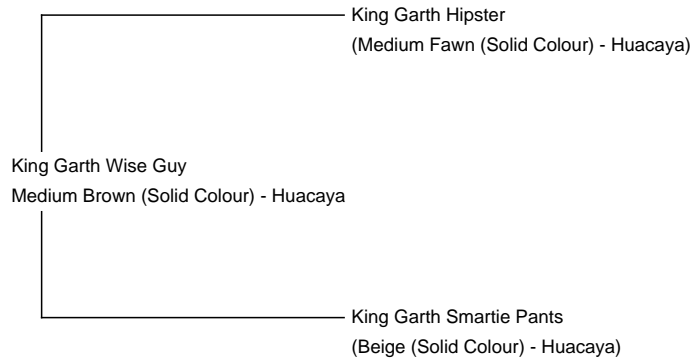 King Garth Hipster
(Medium Fawn (Solid Colour) - Huacaya)
King Garth Wise Guy
Medium Brown (Solid Colour) - Huacaya
King Garth Smartie Pants
(Beige (Solid Colour) - Huacaya)